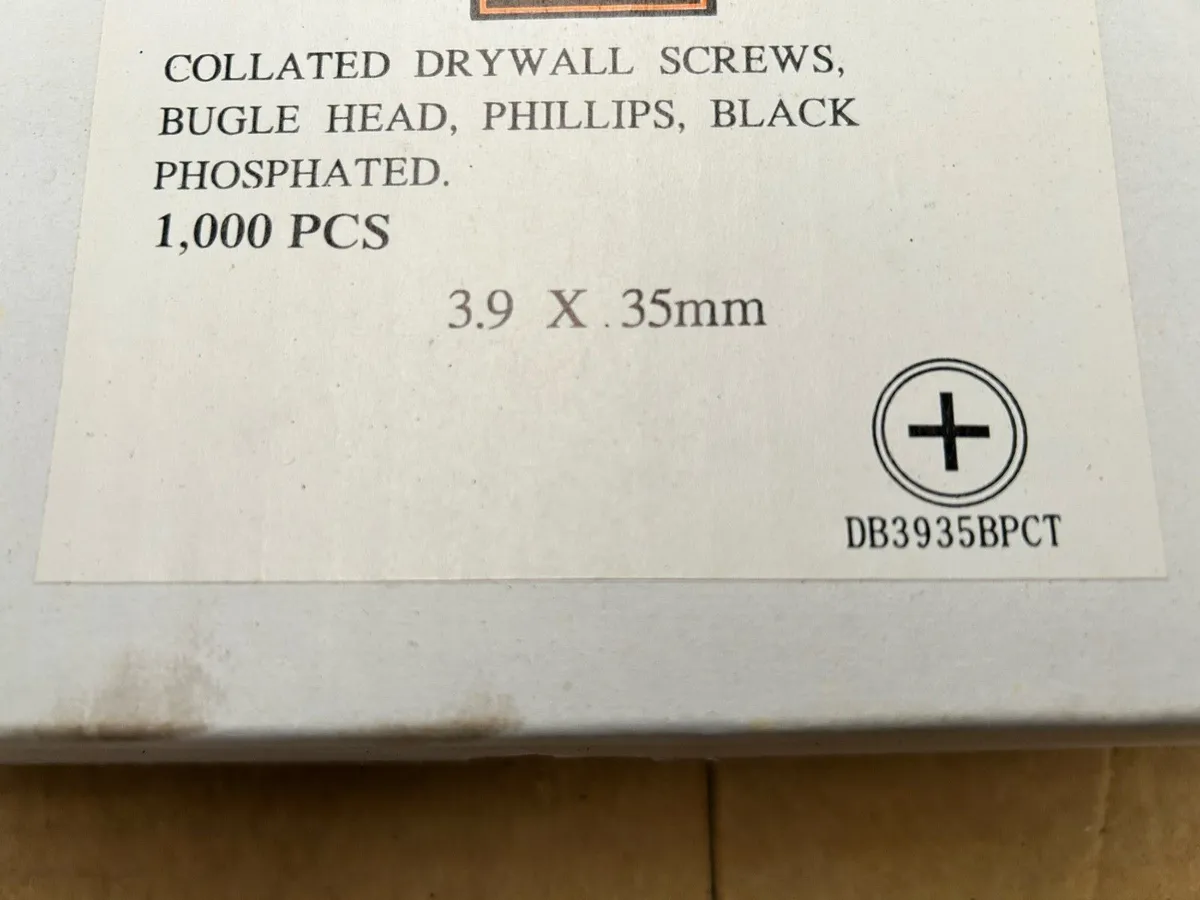 COLLATED DRYWALL SCREWS,
BUGLE HEAD, PHILLIPS, BLACK
PHOSPHATED.
1,000 PCS
3.9 X 35mm
DB3935BPCT